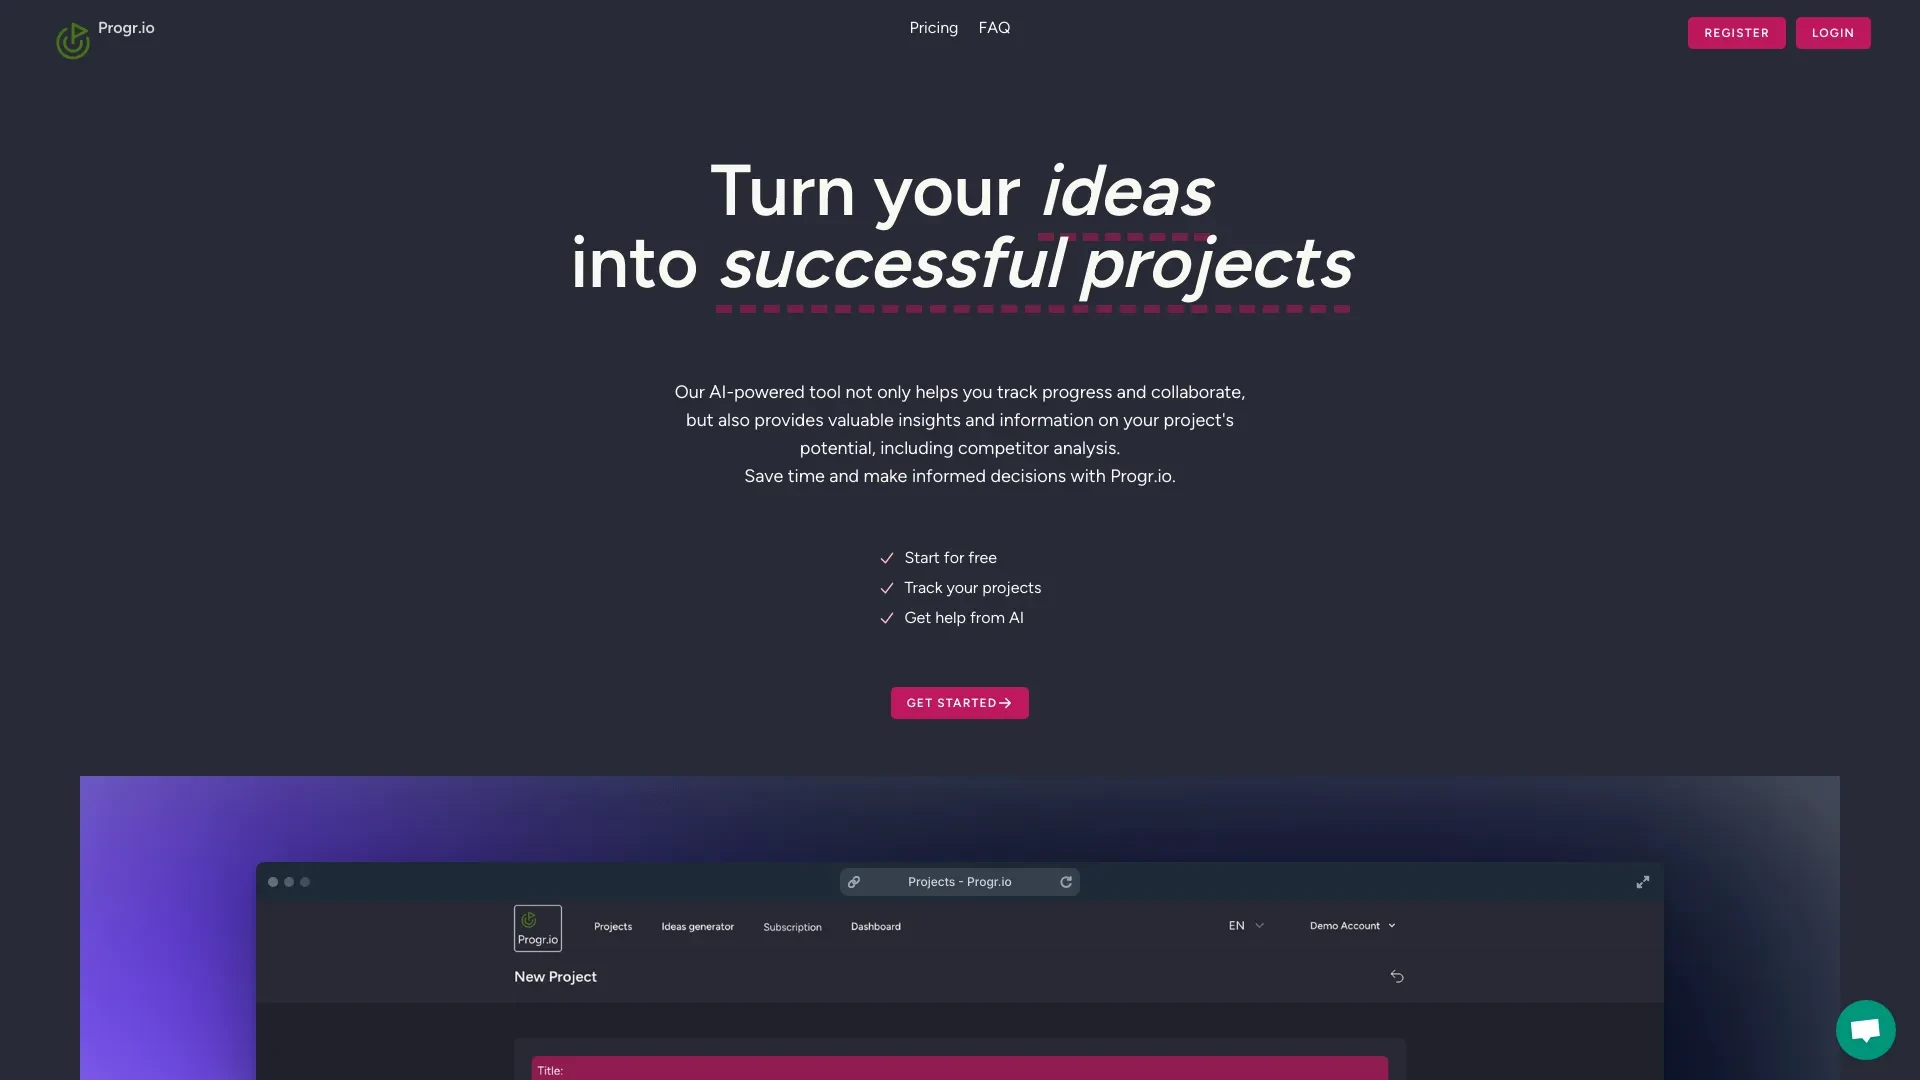 Progr.io
Pricing
FAQ
REGISTER
LOGIN
Turn your ideas
into successful projects
Our AI-powered tool not only helps you track progress and collaborate,
but also provides valuable insights and information on your project's
potential, including competitor analysis.
Save time and make informed decisions with Progr.io.
Start for free
Track your projects
Get help from AI
GET STARTED
Projects - Progr.io
Progr.io
Projects
Ideas generator
Subscription
Dashboard
EN
Demo Account
New Project
Title: